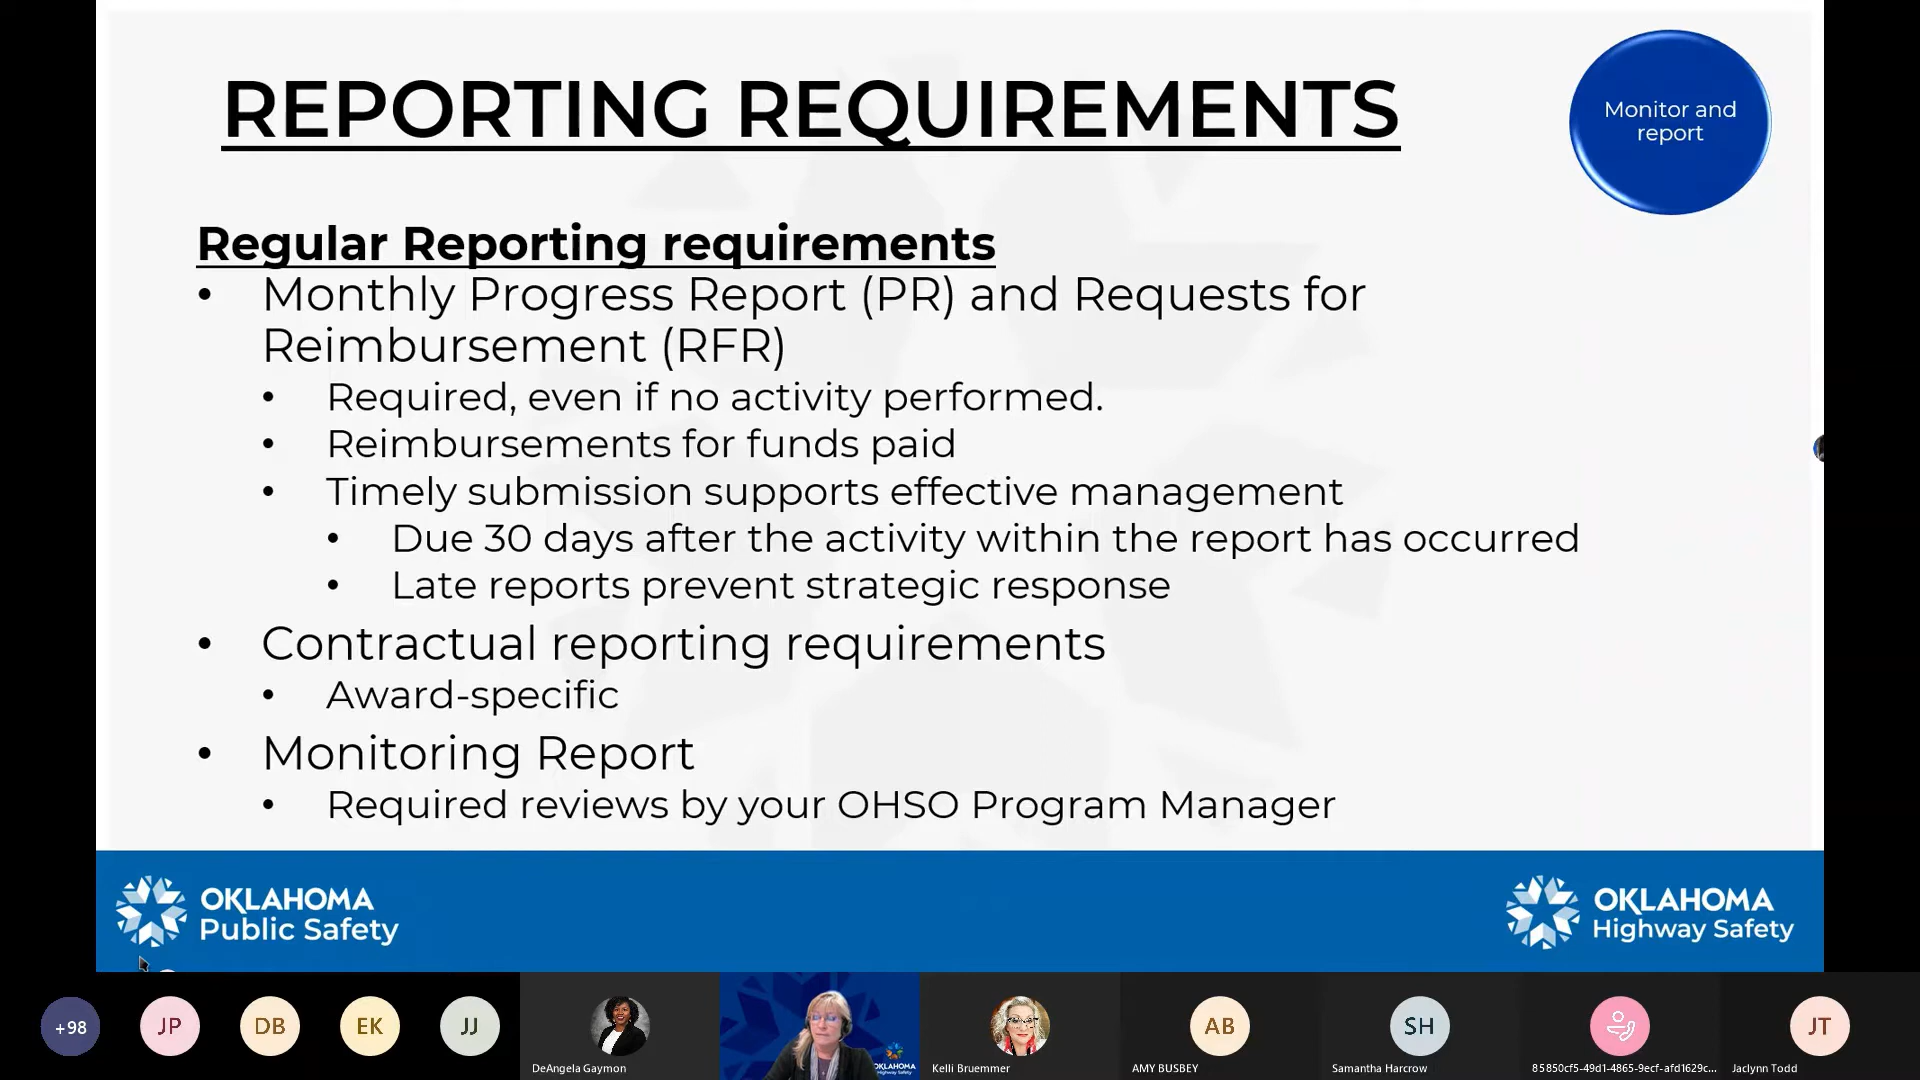 REPORTING REQUIREMENTS
Monitor and
report
Regular Reporting requirements
• Monthly Progress Report (PR) and Requests for
Reimbursement (RFR)
• Required, even if no activity performed.
• Reimbursements for funds paid
• Timely submission supports effective management
• Due 30 days after the activity within the report has occurred
• Late reports prevent strategic response
• Contractual reporting requirements
• Award-specific
• Monitoring Report
• Required reviews by your OHSO Program Manager
OKLAHOMA
Public Safety
OKLAHOMA
Highway Safety
+98
JP
DB
EK
JJ
DeAngela Gaymon
OKLAHOMA
Highway Safety
Kelli Bruemmer
AB
AMY BUSBEY
SH
Samantha Harcrow
85850cf5-49d1-4865-9ecf-afd1629c...
JT
Jaclynn Todd